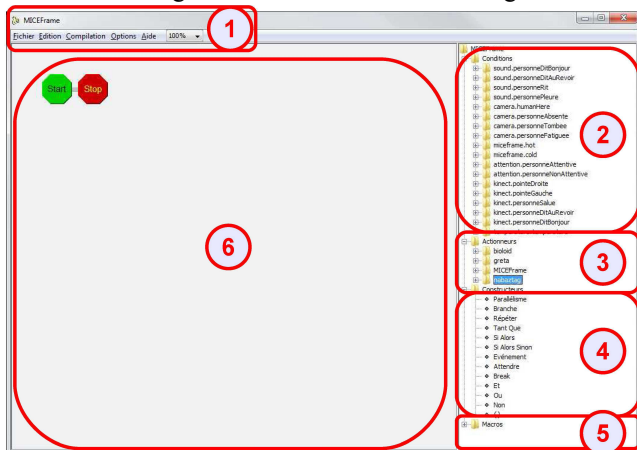 MICEFrame
1
Fichier Edition Compilation Options Aide 100%
MICEFrame
Conditions
sound.personneDitBonjour
sound.personneDitAuRevoir
sound.personneRit
sound.personnePleure
camera.humanHere
camera.personneAbsente
camera.personneTombee
camera.personneFatiguee
miceframe.hot
miceframe.cold
attention.personneAttentive
attention.personneNonAttentive
kinect.pointeDroite
kinect.pointeGauche
kinect.personneSalue
kinect.personneDitAuRevoir
kinect.personneDitBonjour
2
Start Stop
Actionneurs
bioloid
greta
MICEFrame
nabaztag
3
6
Constructeurs
Parallélisme
Branche
Répéter
Tant Que
Si Alors
Si Alors Sinon
Evénement
Attendre
Break
Et
Ou
Non
()
4
Macros
5